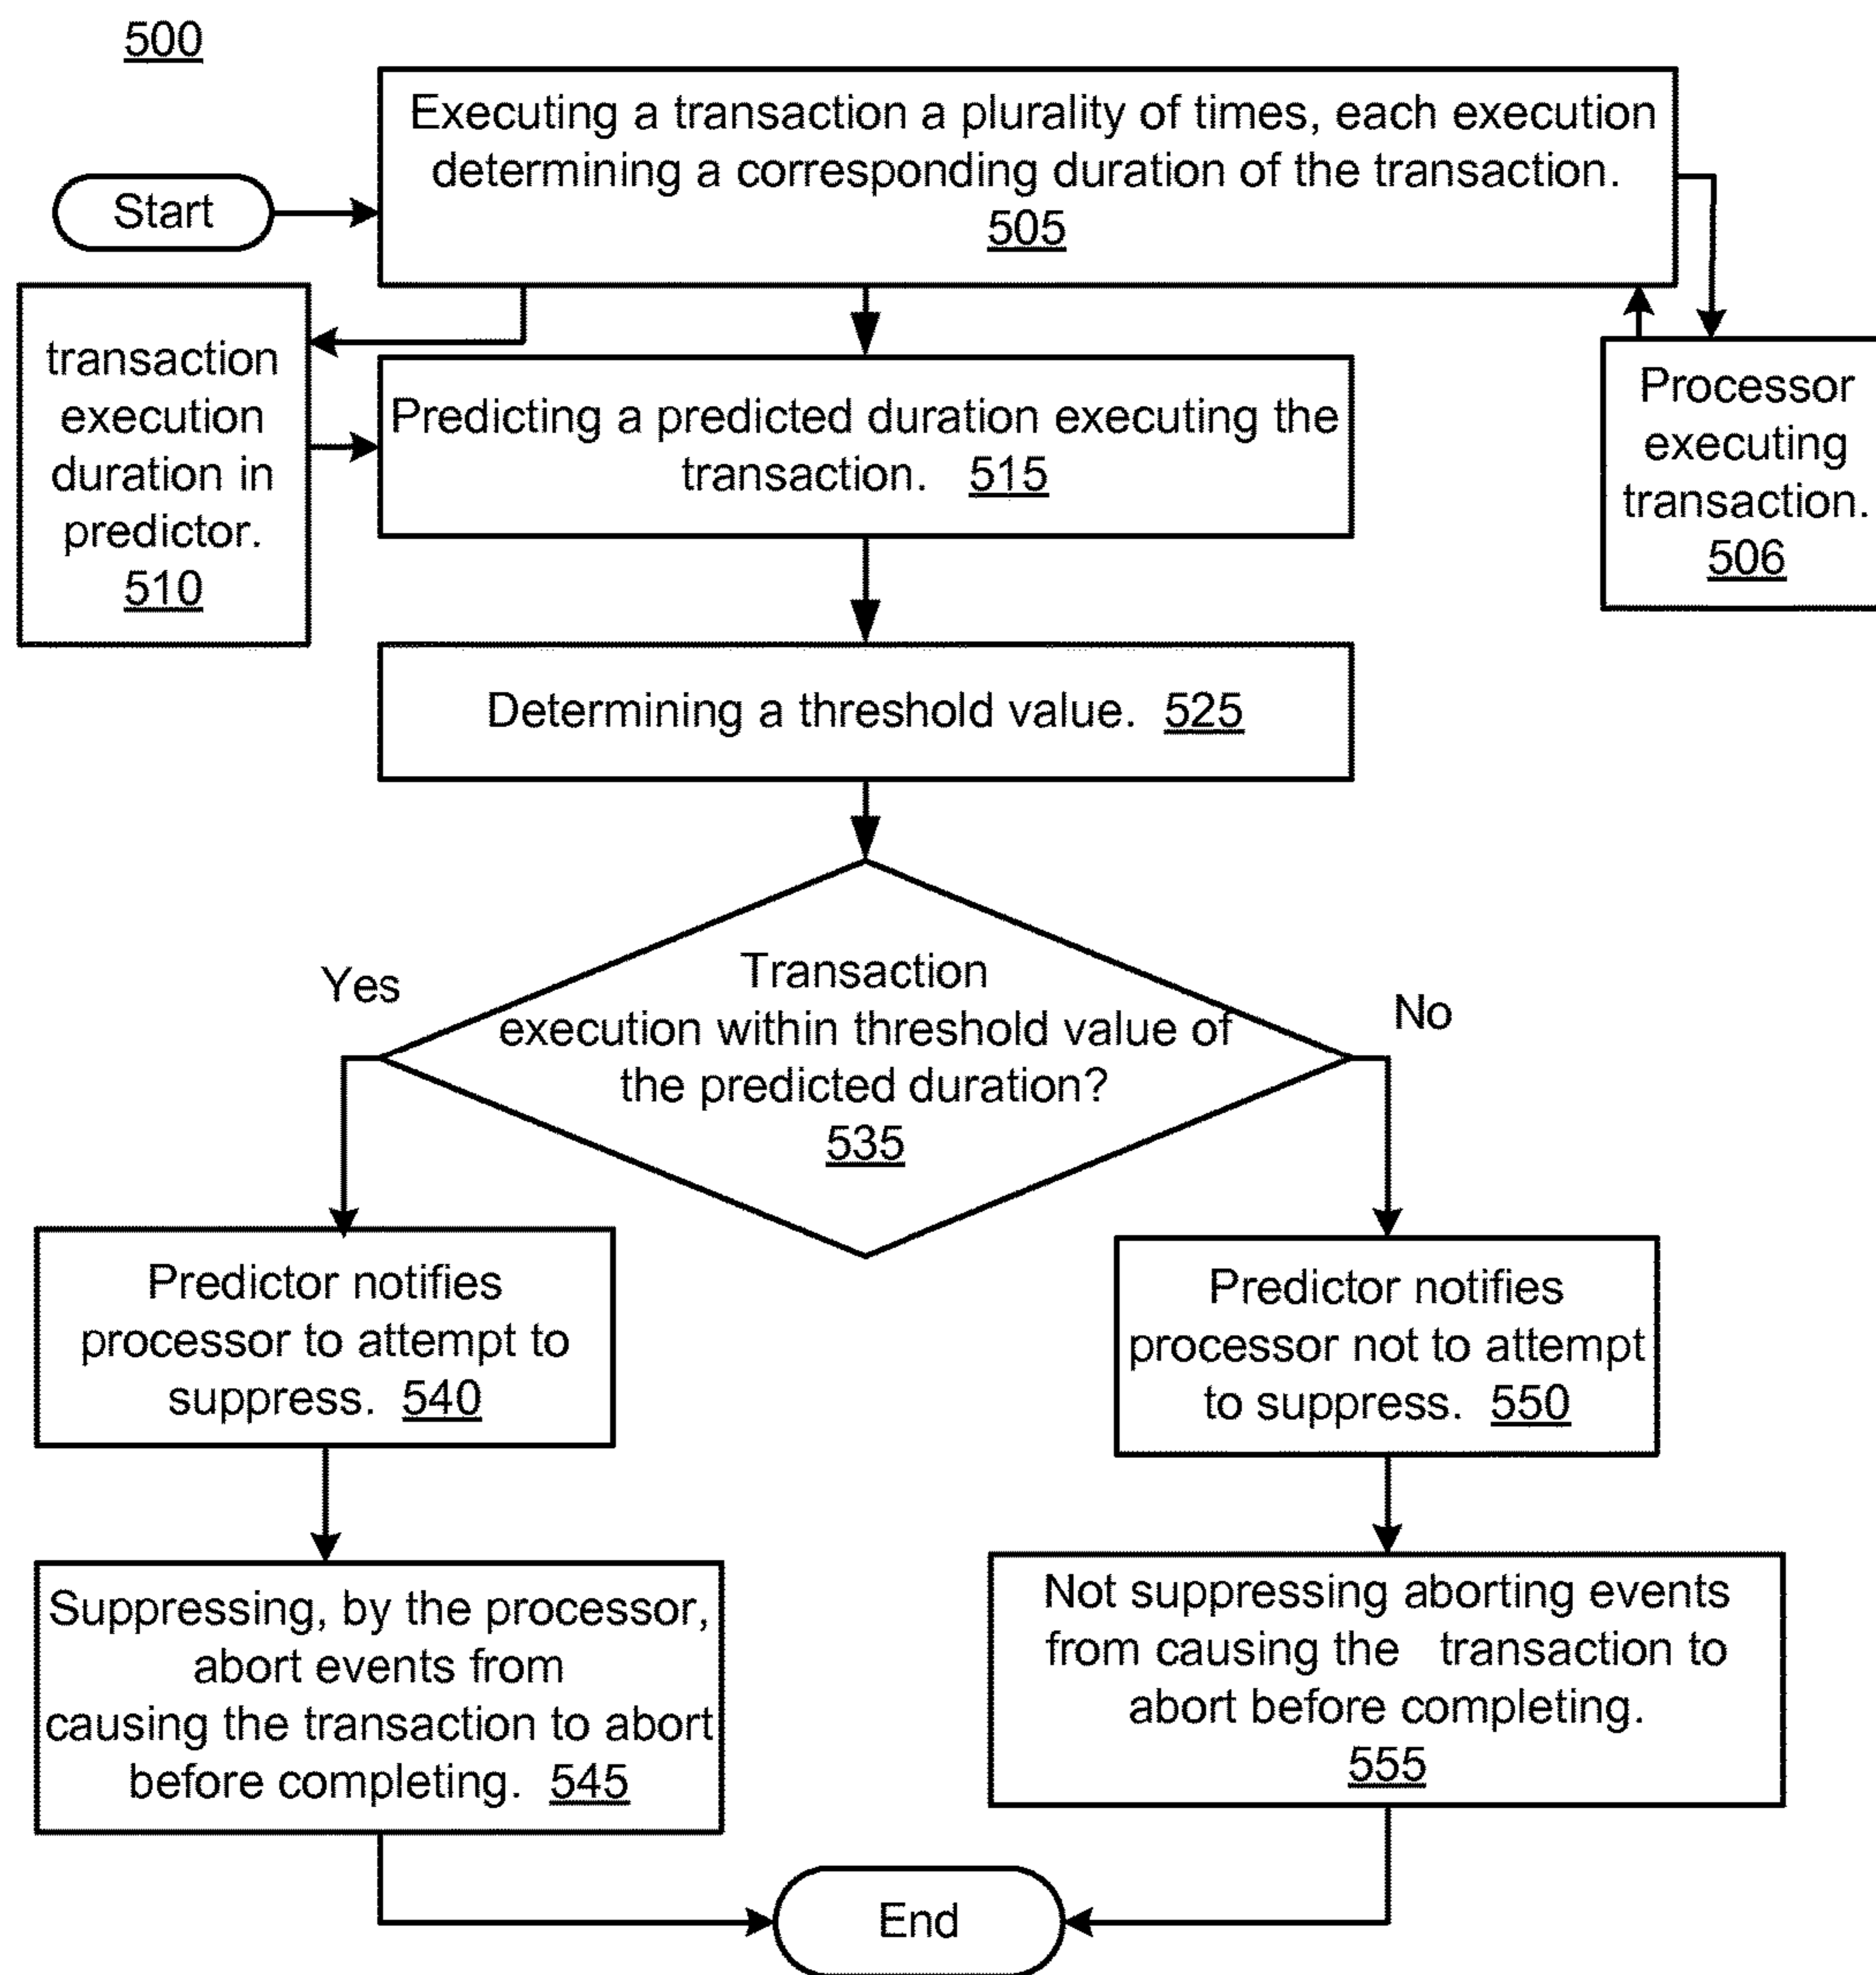 500
Executing a transaction a plurality of times, each execution
determining a corresponding duration of the transaction.
505
Start
transaction
execution
duration in
predictor.
510
Predicting a predicted duration executing the
transaction. 515
Processor
executing
transaction.
506
Determining a threshold value. 525
Transaction
execution within threshold value of
the predicted duration?
535
Yes
No
Predictor notifies
processor to attempt to
suppress. 540
Predictor notifies
processor not to attempt
to suppress. 550
Suppressing, by the processor,
abort events from
causing the transaction to abort
before completing. 545
Not suppressing aborting events
from causing the transaction to
abort before completing.
555
End